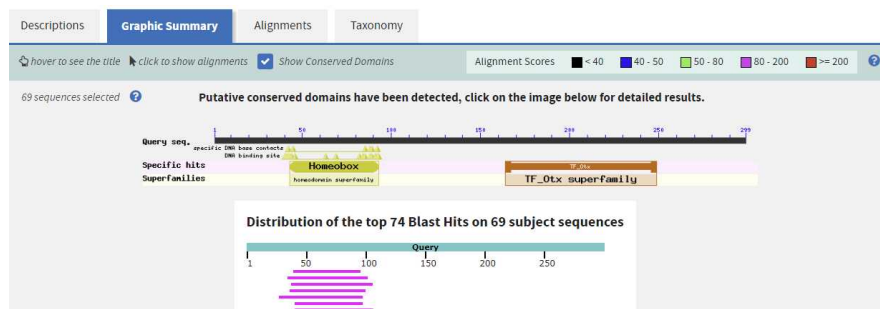 Descriptions Graphic Summary Alignments Taxonomy
hover to see the title click to show alignments Show Conserved Domains Alignment Scores < 40 40 - 50 50 - 80 80 - 200 >= 200 ?
69 sequences selected ? Putative conserved domains have been detected, click on the image below for detailed results.
1 50 100 150 200 250 299
Query seq.
specific DNA base contacts
DNA binding site
Specific hits Homeobox TF_Otx
Superfamilies homeodomain superfamily TF_Otx superfamily
Distribution of the top 74 Blast Hits on 69 subject sequences
Query
1 50 100 150 200 250